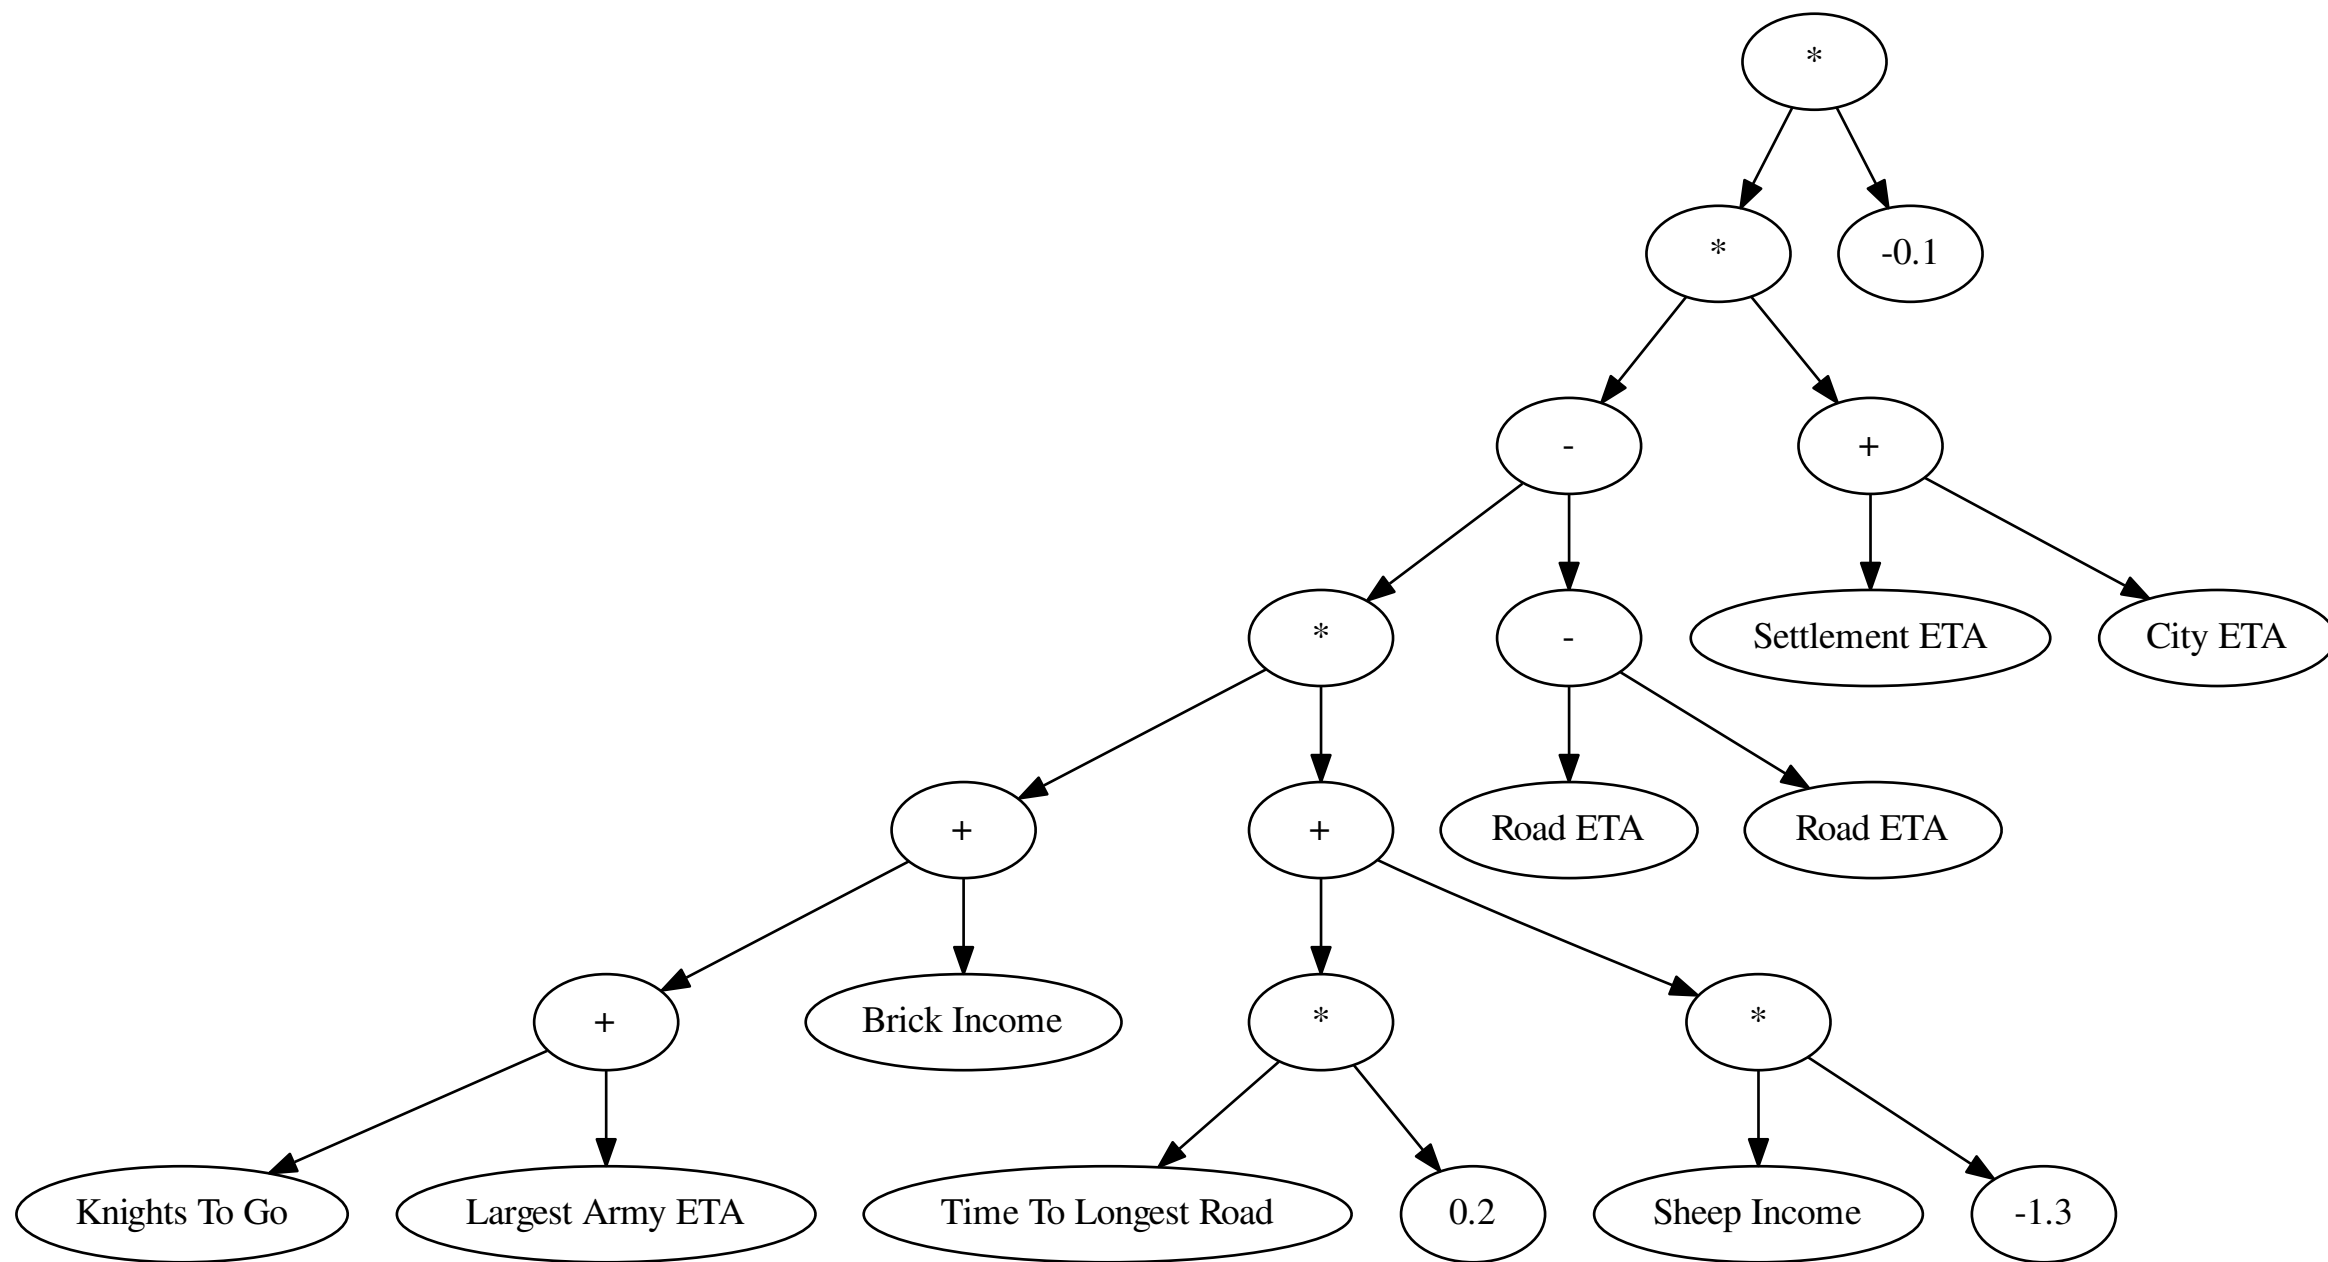 *
*
-0.1
-
+
*
-
Settlement ETA
City ETA
+
+
Road ETA
Road ETA
+
Brick Income
*
*
Knights To Go
Largest Army ETA
Time To Longest Road
0.2
Sheep Income
-1.3